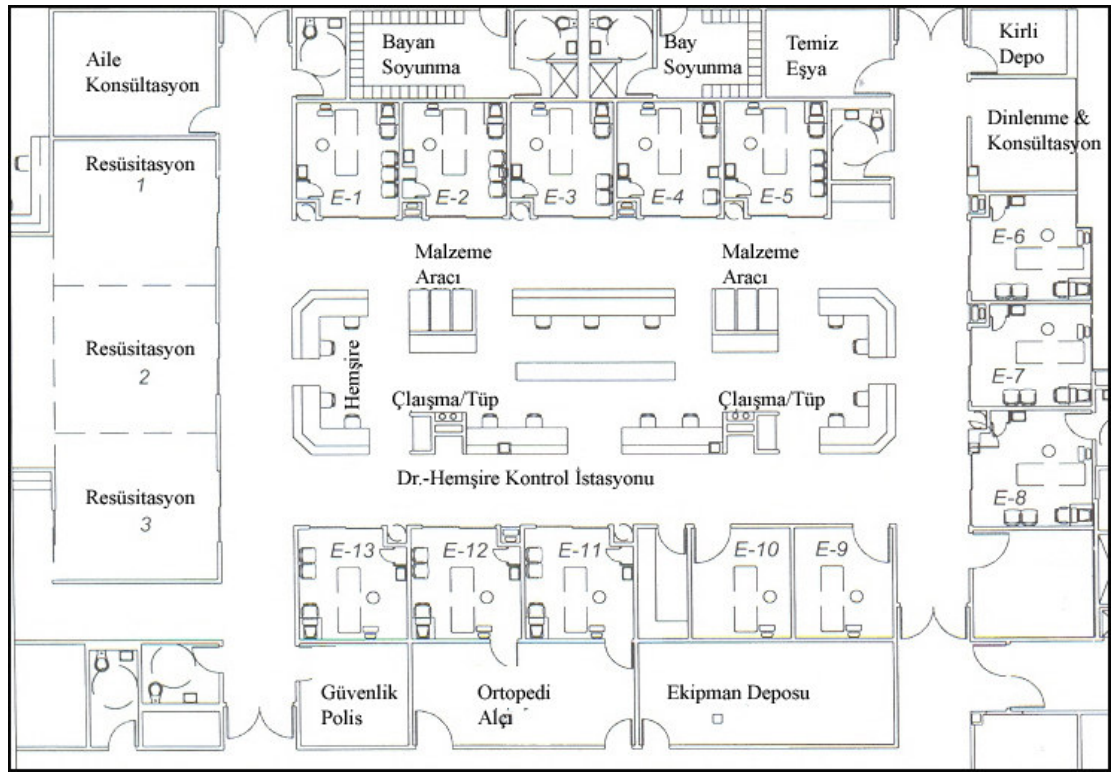 Aile
Konsültasyon
Bayan
Soyunma
Bay
Soyunma
Temiz
Eşya
Kirli
Depo
Dinlenme &
Konsültasyon
Resüsitasyon
1
E-1
E-2
E-3
E-4
E-5
E-6
Malzeme
Aracı
Malzeme
Aracı
Resüsitasyon
2
Hemşire
E-7
Çlaışma/Tüp
Çlaışma/Tüp
Dr.-Hemşire Kontrol İstasyonu
Resüsitasyon
3
E-8
E-13
E-12
E-11
E-10
E-9
Güvenlik
Polis
Ortopedi
Alçı
Ekipman Deposu